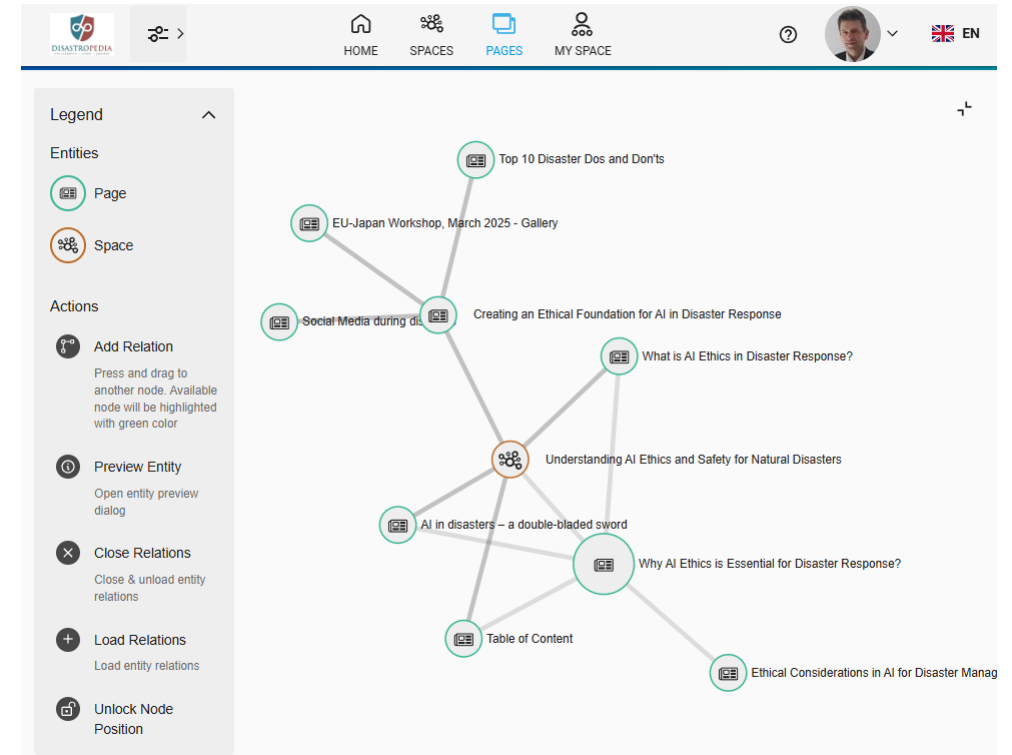 DISASTROPEDIA
HOME
SPACES
PAGES
MY SPACE
EN
Legend
Entities
Page
Space
Actions
Add Relation
Press and drag to
another node. Available
node will be highlighted
with green color
Preview Entity
Open entity preview
dialog
Close Relations
Close & unload entity
relations
Load Relations
Load entity relations
Unlock Node
Position
Top 10 Disaster Dos and Don'ts
EU-Japan Workshop, March 2025 - Gallery
Social Media during
Creating an Ethical Foundation for AI in Disaster Response
What is AI Ethics in Disaster Response?
Understanding AI Ethics and Safety for Natural Disasters
AI in disasters – a double-bladed sword
Why AI Ethics is Essential for Disaster Response?
Table of Content
Ethical Considerations in AI for Disaster Manag